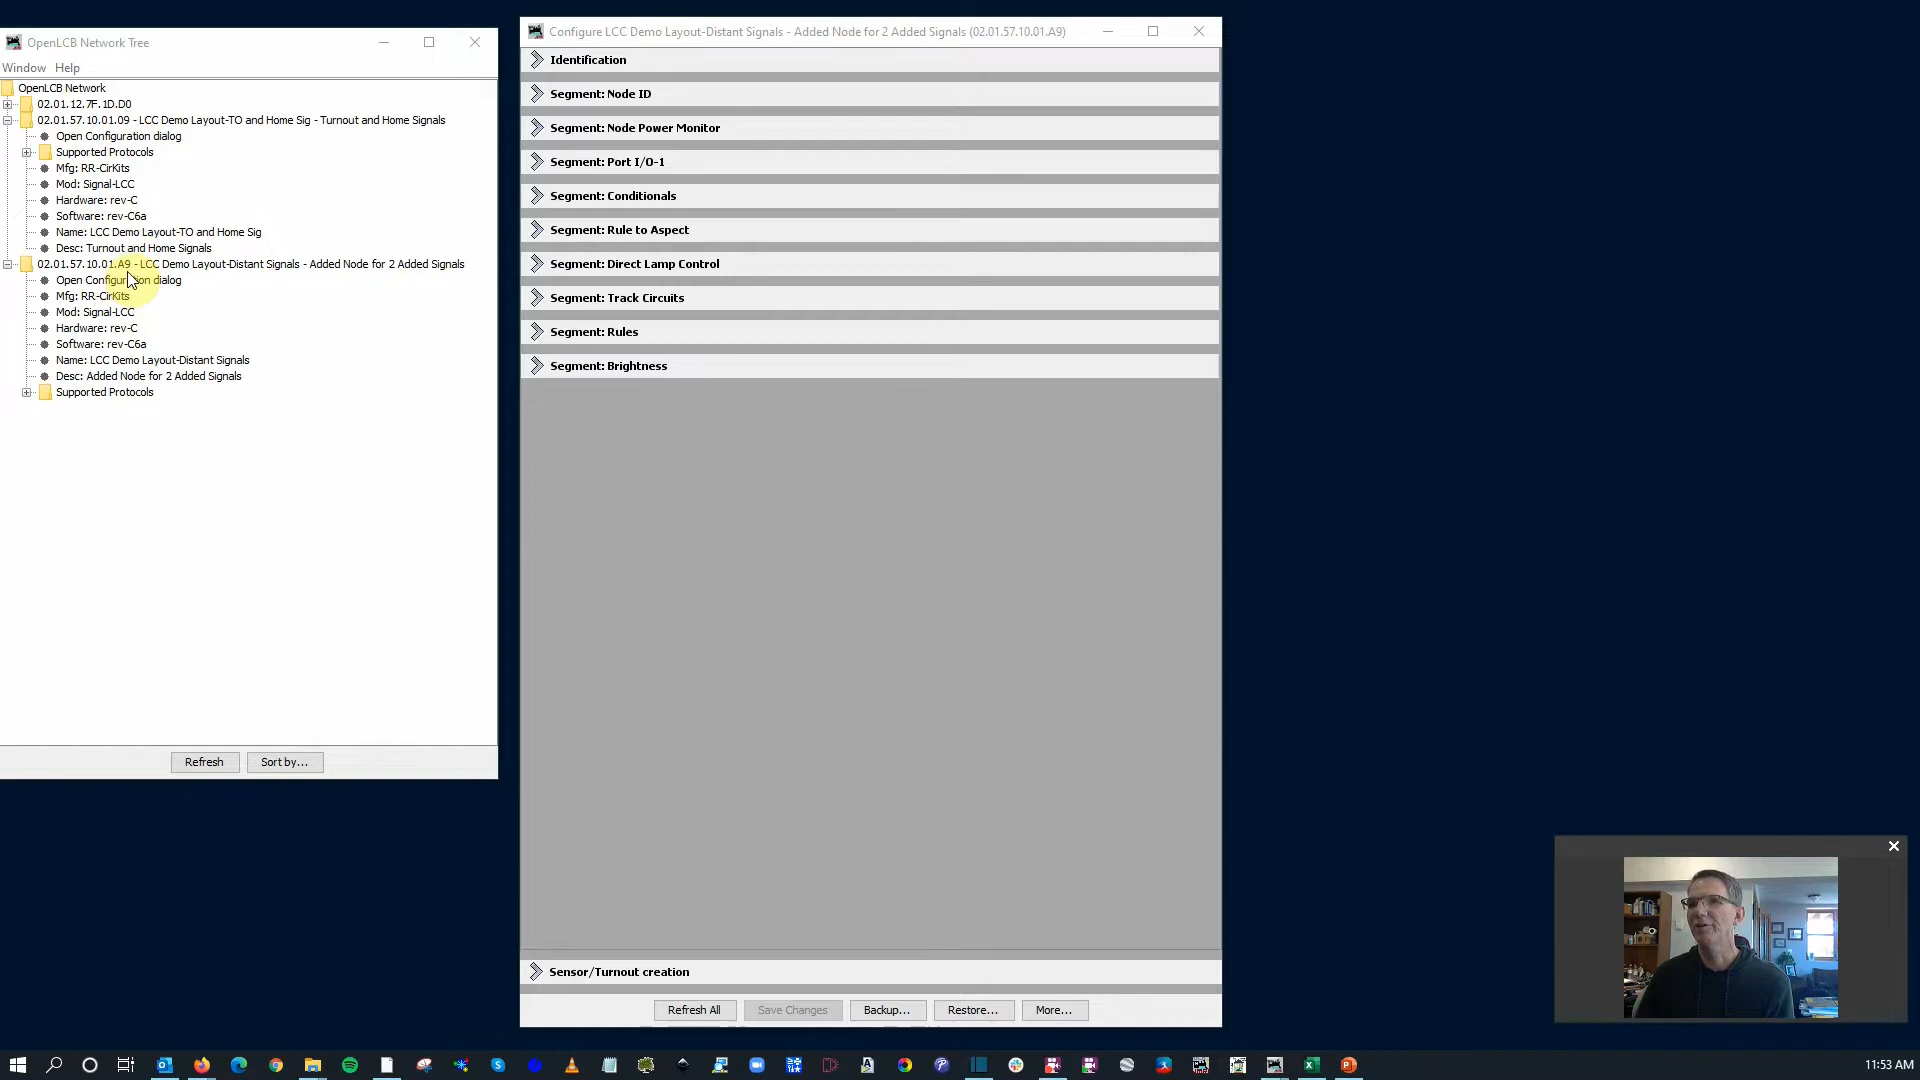 OpenLCB Network Tree
Window Help
OpenLCB Network
02.01.12.7F.1D.D0
02.01.57.10.01.09 - LCC Demo Layout-TO and Home Sig - Turnout and Home Signals
Open Configuration dialog
Supported Protocols
Mfg: RR-CirKits
Mod: Signal-LCC
Hardware: rev-C
Software: rev-C6a
Name: LCC Demo Layout-TO and Home Sig
Desc: Turnout and Home Signals
02.01.57.10.01.A9 - LCC Demo Layout-Distant Signals - Added Node for 2 Added Signals
Open Configuration dialog
Mfg: RR-CirKits
Mod: Signal-LCC
Hardware: rev-C
Software: rev-C6a
Name: LCC Demo Layout-Distant Signals
Desc: Added Node for 2 Added Signals
Supported Protocols
Refresh
Sort by...
Configure LCC Demo Layout-Distant Signals - Added Node for 2 Added Signals (02.01.57.10.01.A9)
Identification
Segment: Node ID
Segment: Node Power Monitor
Segment: Port I/O-1
Segment: Conditionals
Segment: Rule to Aspect
Segment: Direct Lamp Control
Segment: Track Circuits
Segment: Rules
Segment: Brightness
Sensor/Turnout creation
Refresh All
Save Changes
Backup...
Restore...
More...
11:53 AM